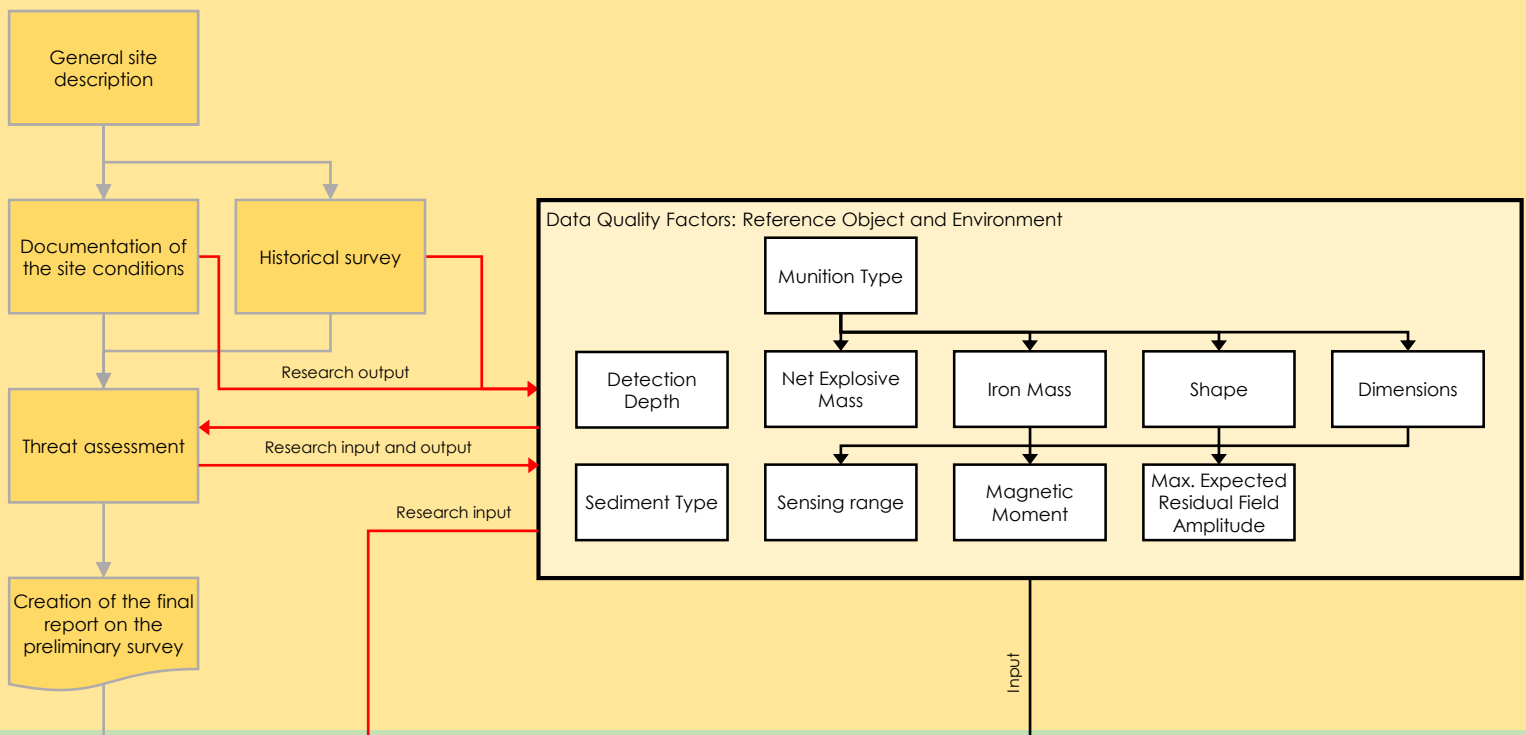 General site
description
Documentation of
the site conditions
Historical survey
Data Quality Factors: Reference Object and Environment
Munition Type
Research output
Detection
Depth
Net Explosive
Mass
Iron Mass
Shape
Dimensions
Threat assessment
Research input and output
Research input
Sediment Type
Sensing range
Magnetic
Moment
Max. Expected
Residual Field
Amplitude
Creation of the final
report on the
preliminary survey
Input